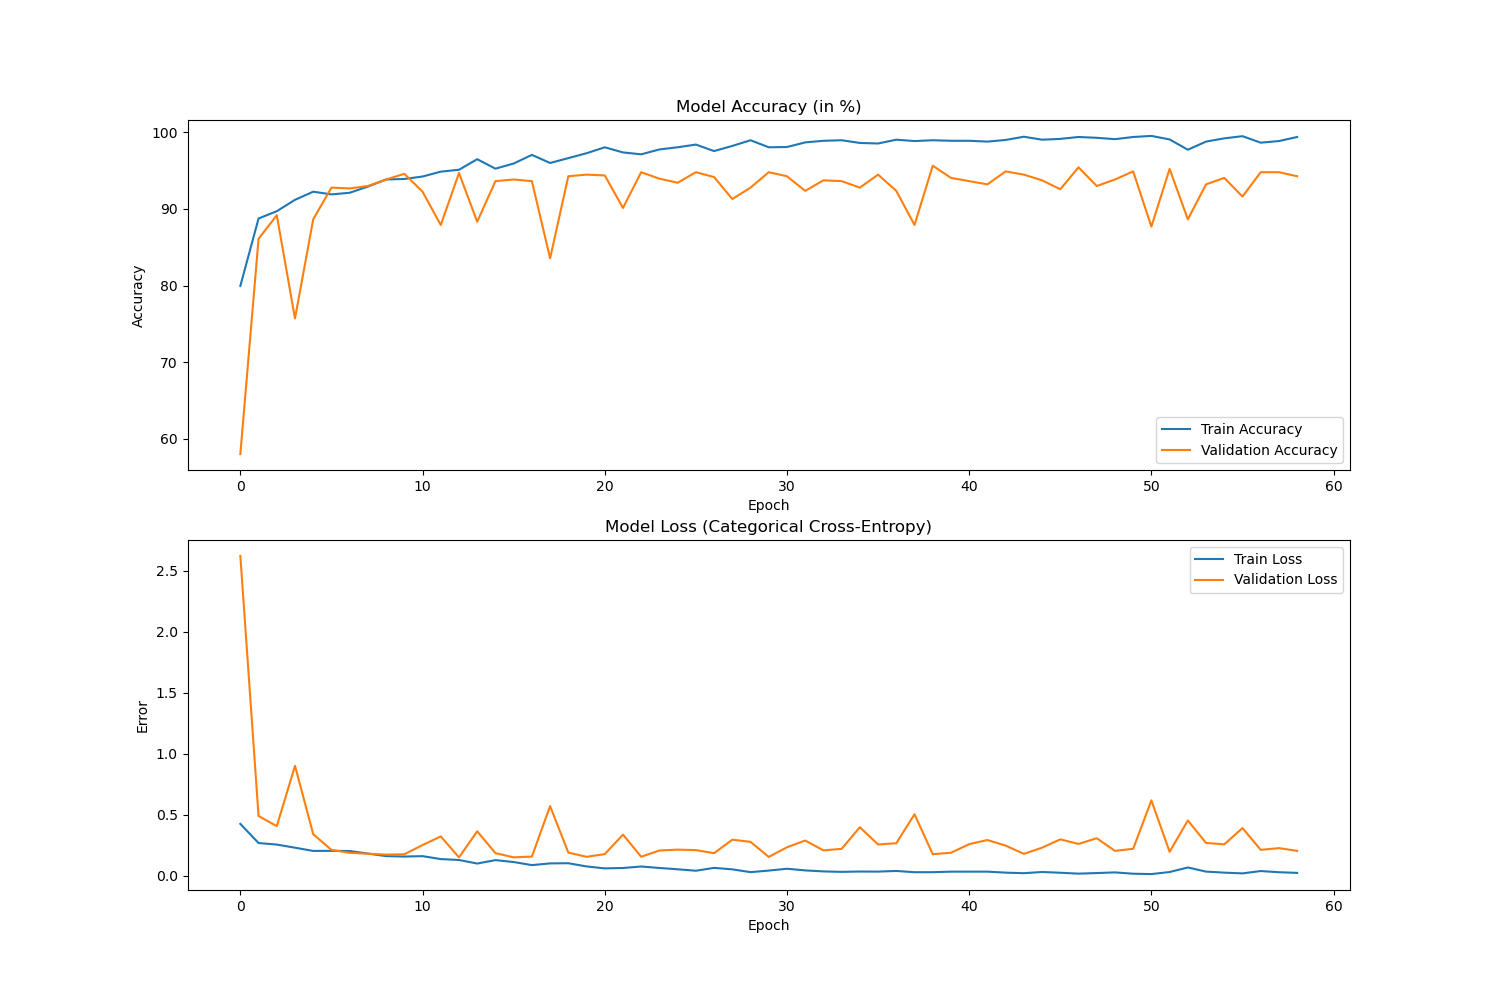 Model Accuracy (in %)
100
90
80
70
60
Accuracy
Train Accuracy
Validation Accuracy
0 10 20 30 40 50 60
Epoch
Model Loss (Categorical Cross-Entropy)
2.5
2.0
1.5
1.0
0.5
0.0
Error
Train Loss
Validation Loss
0 10 20 30 40 50 60
Epoch